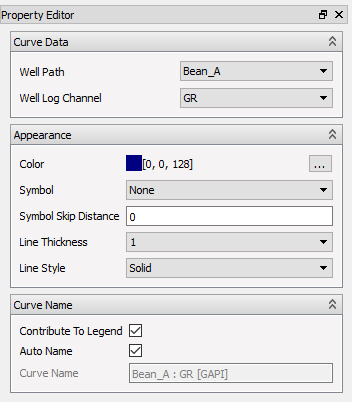 Property Editor
Curve Data
Well Path Bean_A
Well Log Channel GR
Appearance
Color [0, 0, 128] ...
Symbol None
Symbol Skip Distance 0
Line Thickness 1
Line Style Solid
Curve Name
Contribute To Legend
Auto Name
Curve Name Bean_A : GR [GAPI]